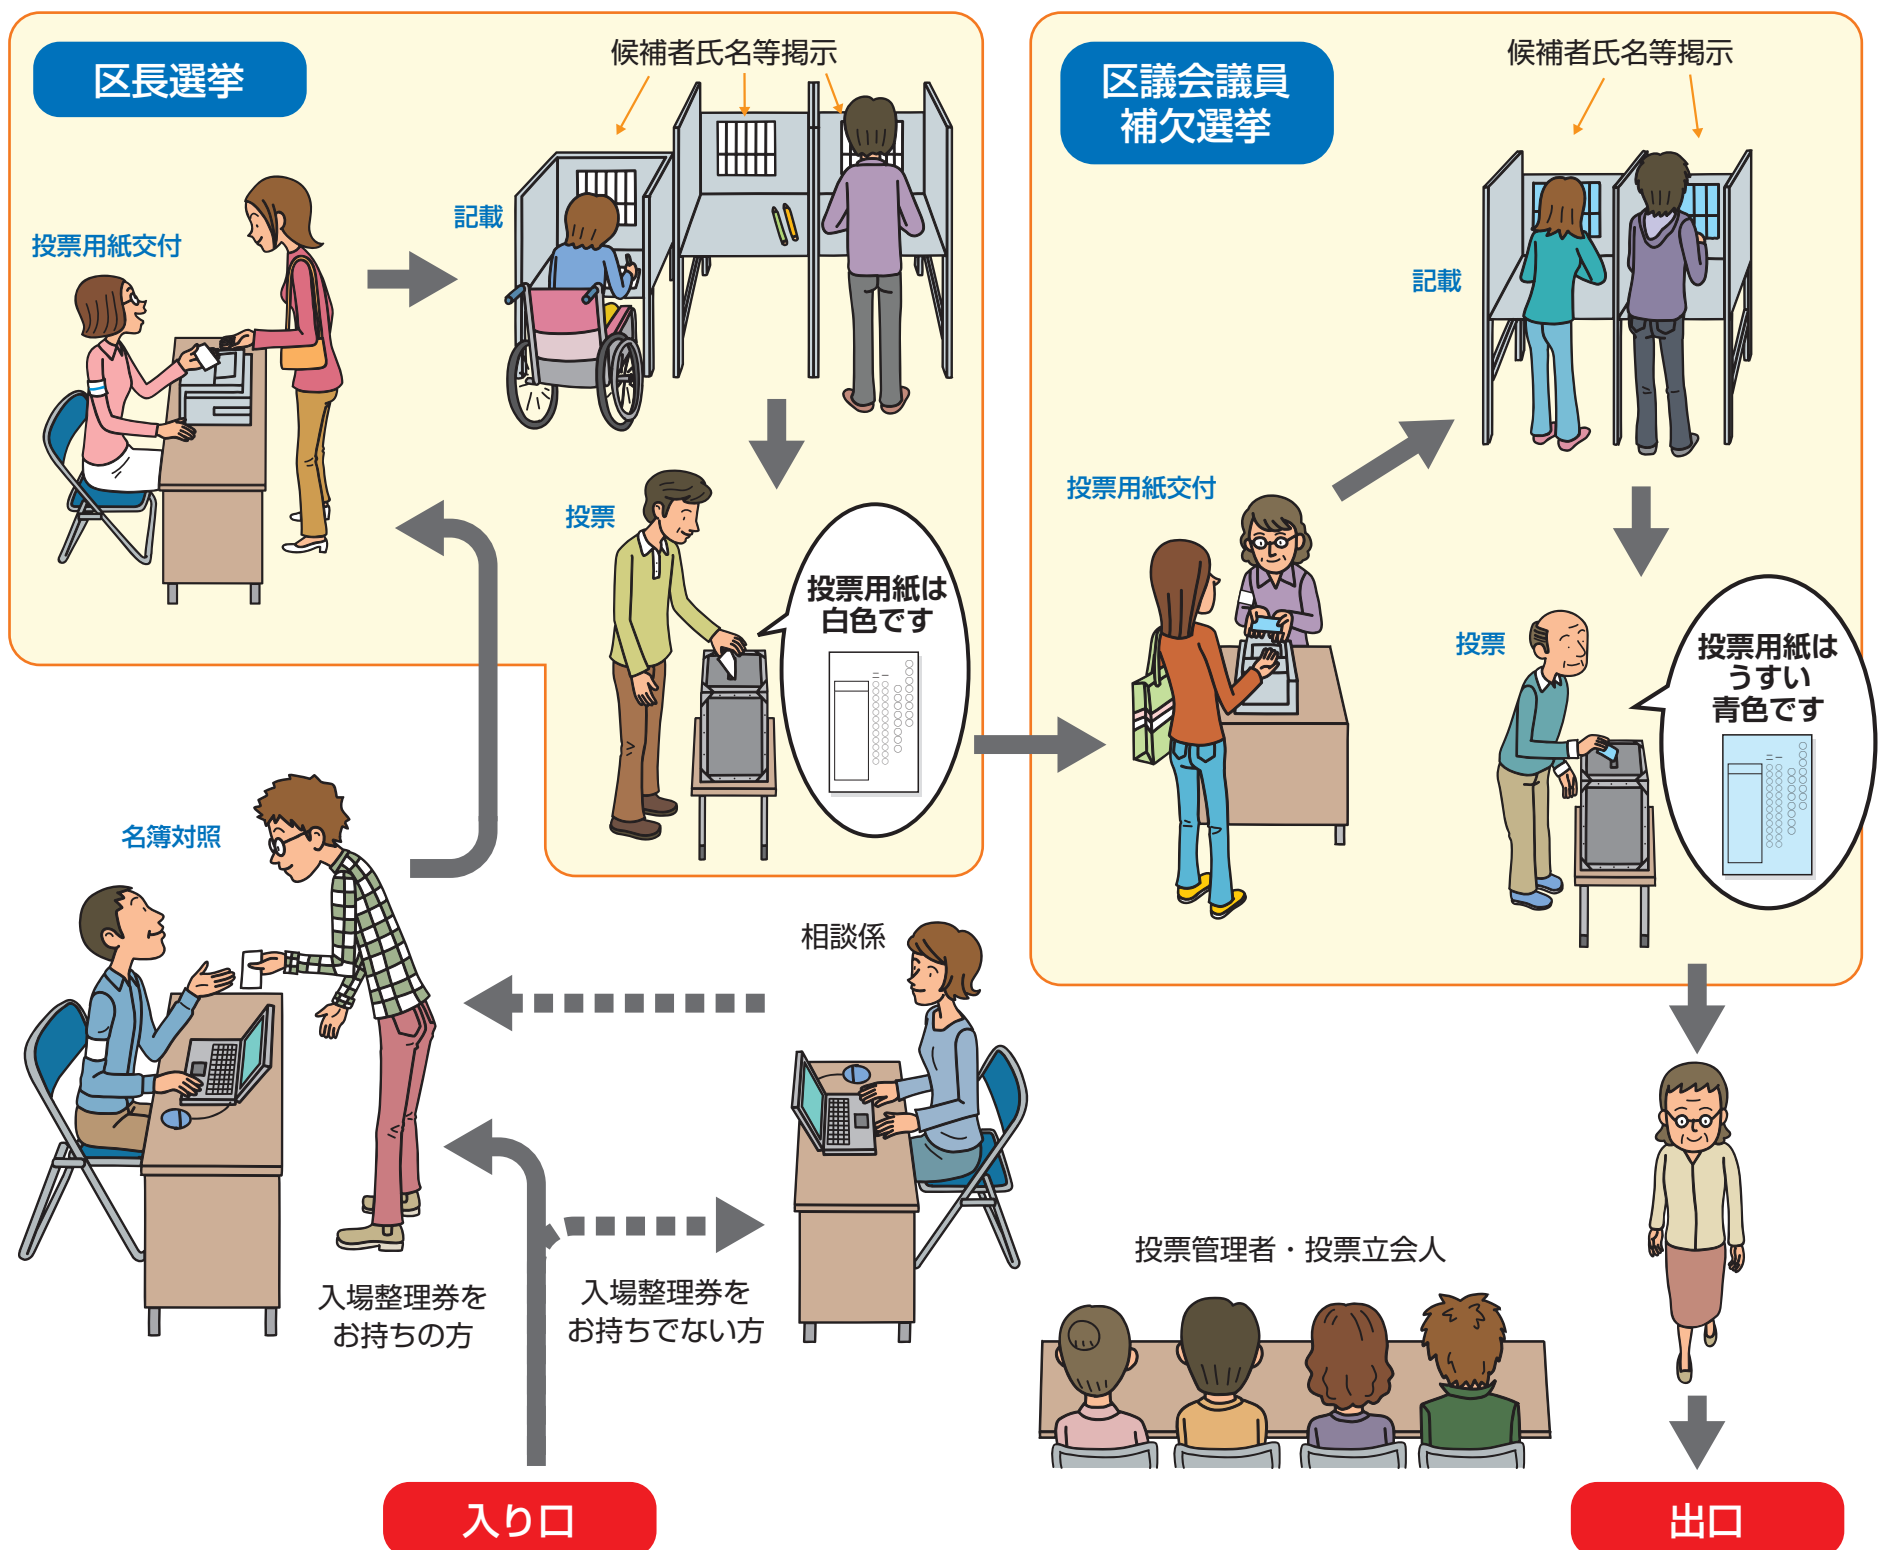 区長選挙
候補者氏名等掲示
投票用紙交付
記載
投票
投票用紙は
白色です
区議会議員
補欠選挙
候補者氏名等掲示
投票用紙交付
記載
投票
投票用紙は
うすい
青色です
名簿対照
相談係
入場整理券を
お持ちの方
入場整理券を
お持ちでない方
投票管理者・投票立会人
入り口
出口